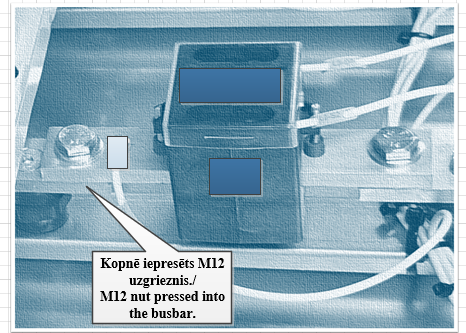 Kopnē iepresēts M12
uzgrieznis./
M12 nut pressed into
the busbar.